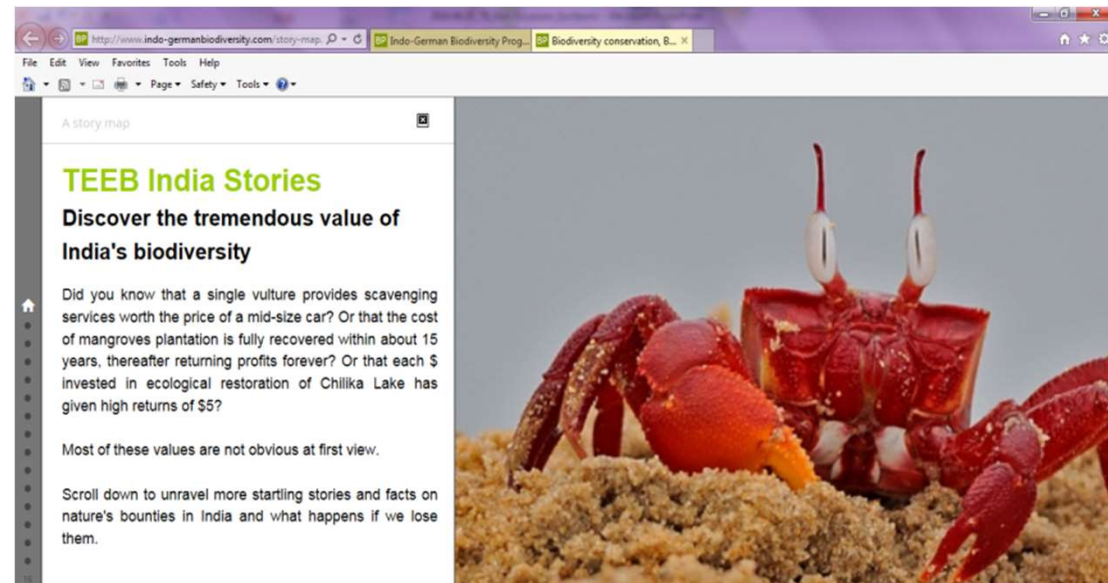 http://www.indo-germanbiodiversity.com/story-map.
BP Indo-German Biodiversity Prog...
BP Biodiversity conservation, B...
File Edit View Favorites Tools Help
Page Safety Tools
A story map
TEEB India Stories
Discover the tremendous value of
India's biodiversity
Did you know that a single vulture provides scavenging
services worth the price of a mid-size car? Or that the cost
of mangroves plantation is fully recovered within about 15
years, thereafter returning profits forever? Or that each $
invested in ecological restoration of Chilika Lake has
given high returns of $5?
Most of these values are not obvious at first view.
Scroll down to unravel more startling stories and facts on
nature's bounties in India and what happens if we lose
them.